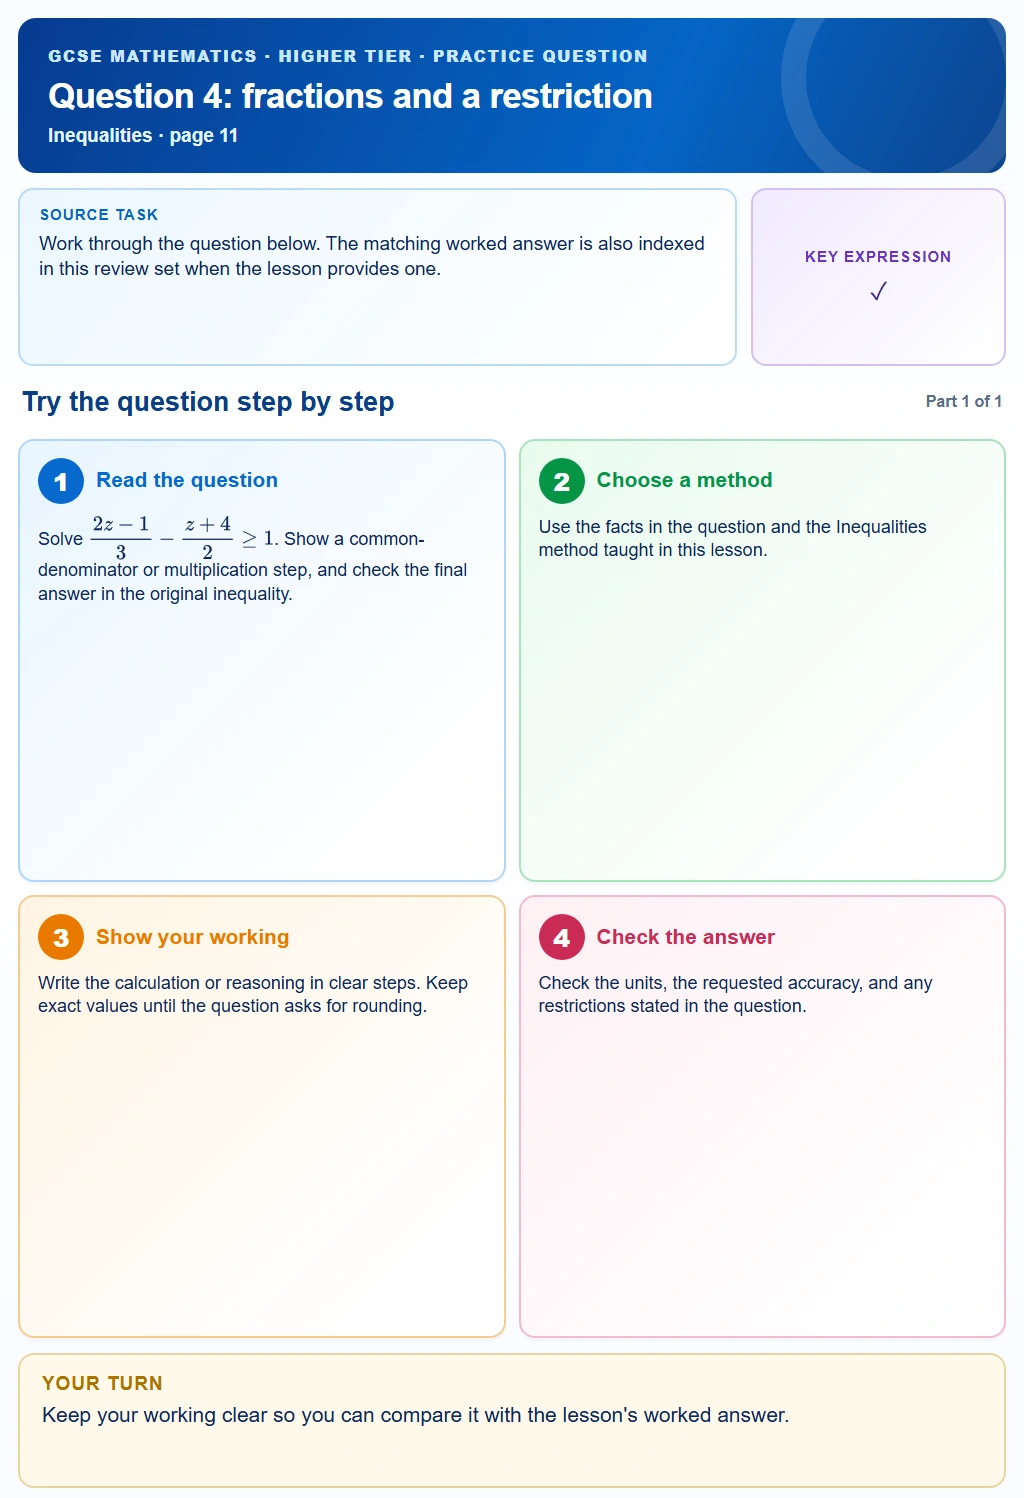 GCSE MATHEMATICS · HIGHER TIER · PRACTICE QUESTION
Question 4: fractions and a restriction
Inequalities · page 11
SOURCE TASK
Work through the question below. The matching worked answer is also indexed
in this review set when the lesson provides one.
KEY EXPRESSION
✓
Try the question step by step
Part 1 of 1
1 Read the question
Solve (2z − 1)/3 − (z + 4)/2 ≥ 1. Show a common-
denominator or multiplication step, and check the final
answer in the original inequality.
2 Choose a method
Use the facts in the question and the Inequalities
method taught in this lesson.
3 Show your working
Write the calculation or reasoning in clear steps. Keep
exact values until the question asks for rounding.
4 Check the answer
Check the units, the requested accuracy, and any
restrictions stated in the question.
YOUR TURN
Keep your working clear so you can compare it with the lesson's worked answer.